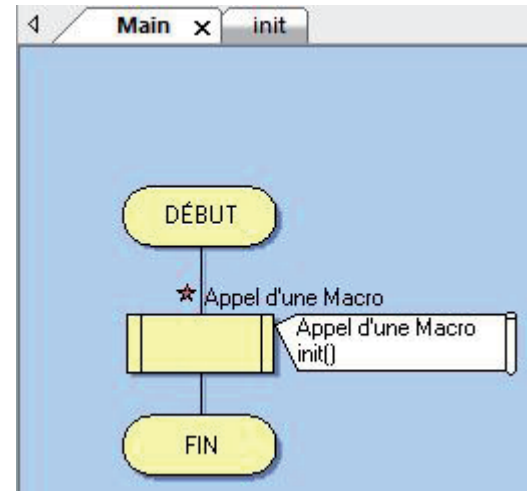 Main
init
DÉBUT
Appel d'une Macro
Appel d'une Macro
init()
FIN